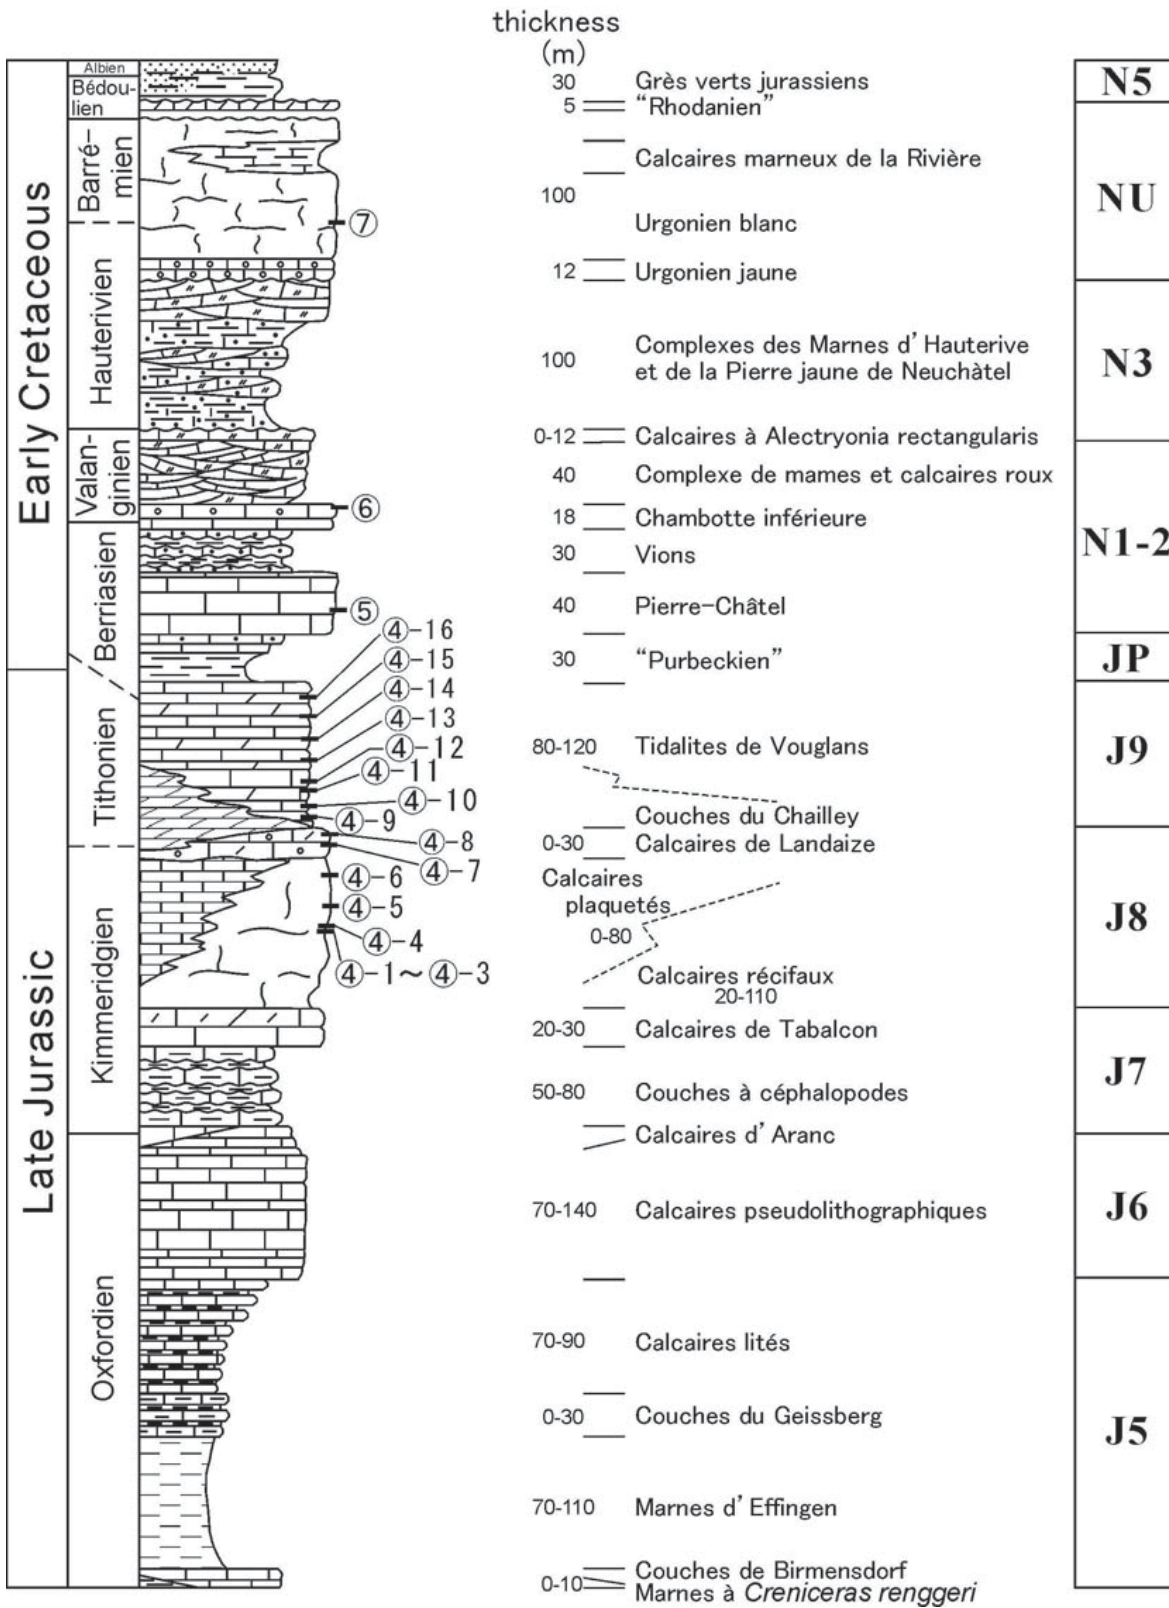 thickness
(m)
Early Cretaceous
Late Jurassic
Albien
Bédou-
lien
Barré-
mien
Hauterivien
Valan-
ginien
Berriasien
Tithonien
Kimmeridgien
Oxfordien
⑦
⑥
⑤
④-16
④-15
④-14
④-13
④-12
④-11
④-10
④-9
④-8
④-7
④-6
④-5
④-4
④-1～④-3
30 Grès verts jurassiens
5 “Rhodanien”
Calcaires marneux de la Rivière
100
Urgonien blanc
12 Urgonien jaune
100 Complexes des Marnes d’Hauterive
et de la Pierre jaune de Neuchàtel
0-12 Calcaires à Alectryonia rectangularis
40 Complexe de mames et calcaires roux
18 Chambotte inférieure
30 Vions
40 Pierre-Châtel
30 “Purbeckien”
80-120 Tidalites de Vouglans
Couches du Chailley
0-30 Calcaires de Landaize
Calcaires
plaquetés
0-80
Calcaires récifaux
20-110
20-30 Calcaires de Tabalcon
50-80 Couches à céphalopodes
Calcaires d’Aranc
70-140 Calcaires pseudolithographiques
70-90 Calcaires lités
0-30 Couches du Geissberg
70-110 Marnes d’Effingen
Couches de Birmensdorf
0-10 Marnes à Creniceras renggeri
N5
NU
N3
N1-2
JP
J9
J8
J7
J6
J5